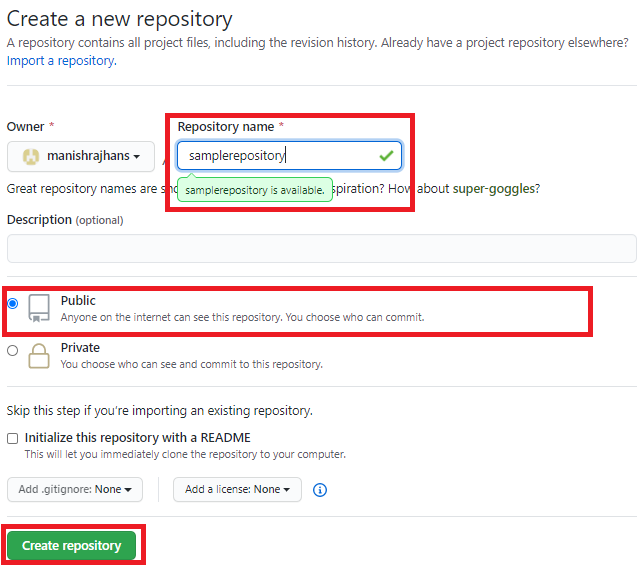 Create a new repository
A repository contains all project files, including the revision history. Already have a project repository elsewhere?
Import a repository.
Owner *
Repository name *
manishrajhans
/
samplerepository
Great repository names are sho
samplerepository is available.
spiration? How about super-goggles?
Description (optional)
Public
Anyone on the internet can see this repository. You choose who can commit.
Private
You choose who can see and commit to this repository.
Skip this step if you're importing an existing repository.
Initialize this repository with a README
This will let you immediately clone the repository to your computer.
Add .gitignore: None
Add a license: None
Create repository